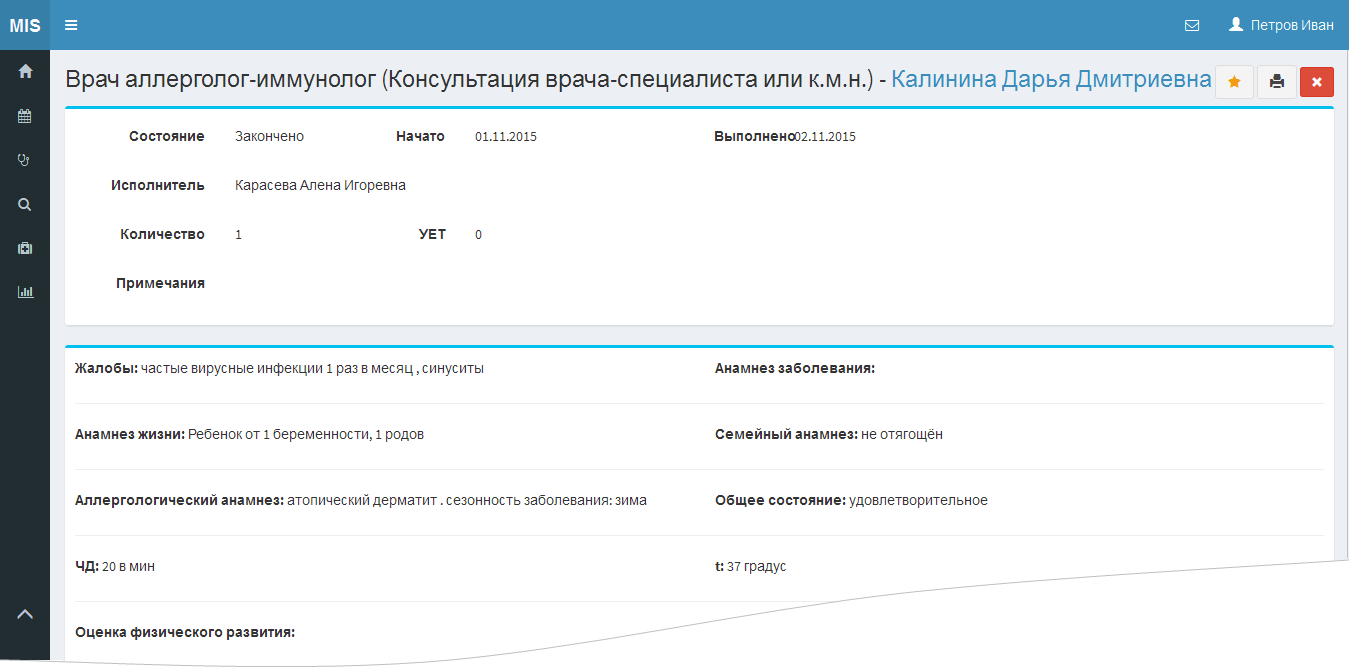 MIS
Петров Иван
Врач аллерголог-иммунолог (Консультация врача-специалиста или к.м.н.) - Калинина Дарья Дмитриевна
Состояние Закончено Начато 01.11.2015 Выполнено 02.11.2015
Исполнитель Карасева Алена Игоревна
Количество 1 УЕТ 0
Примечания
Жалобы: частые вирусные инфекции 1 раз в месяц , синуситы Анамнез заболевания:
Анамнез жизни: Ребенок от 1 беременности, 1 родов Семейный анамнез: не отягощён
Аллергологический анамнез: атопический дерматит . сезонность заболевания: зима Общее состояние: удовлетворительное
ЧД: 20 в мин t: 37 градус
Оценка физического развития: